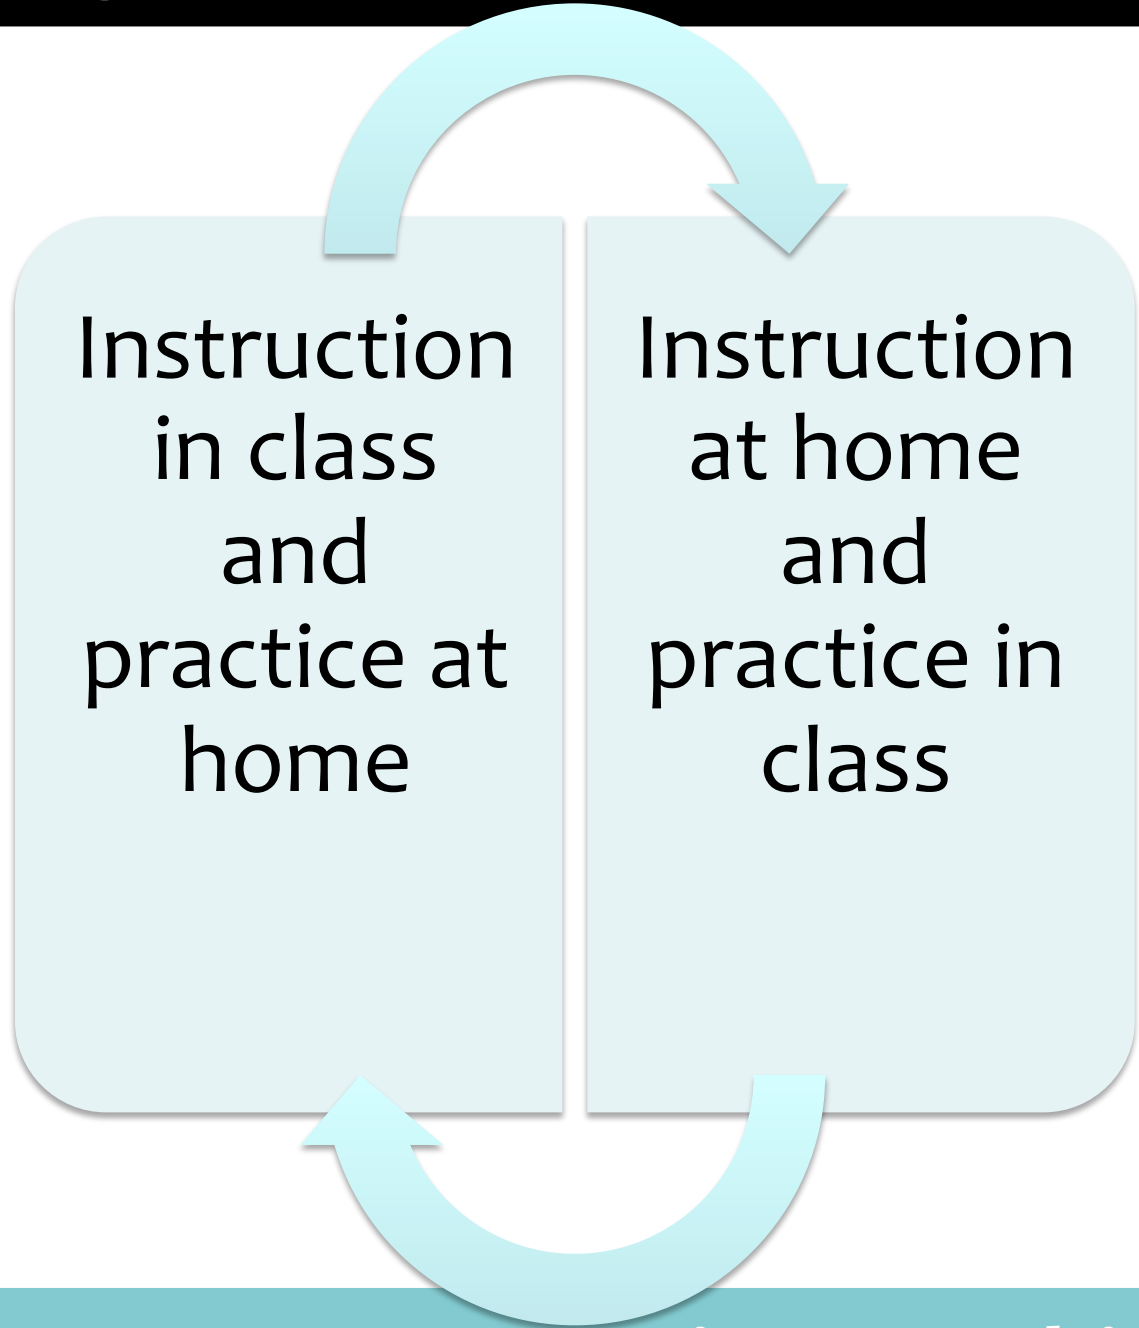 Instruction
in class
and
practice at
home
Instruction
at home
and
practice in
class